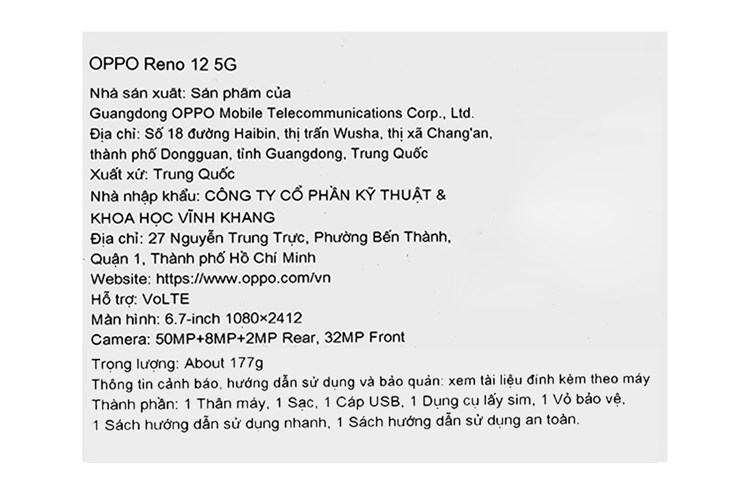 OPPO Reno 12 5G
Nhà sản xuất: Sản phẩm của
Guangdong OPPO Mobile Telecommunications Corp., Ltd.
Địa chỉ: Số 18 đường Haibin, thị trấn Wusha, thị xã Chang'an,
thành phố Dongguan, tỉnh Guangdong, Trung Quốc
Xuất xứ: Trung Quốc
Nhà nhập khẩu: CÔNG TY CỔ PHẦN KỸ THUẬT &
KHOA HỌC VĨNH KHANG
Địa chỉ: 27 Nguyễn Trung Trực, Phường Bến Thành,
Quận 1, Thành phố Hồ Chí Minh
Website: https://www.oppo.com/vn
Hỗ trợ: VoLTE
Màn hình: 6.7-inch 1080×2412
Camera: 50MP+8MP+2MP Rear, 32MP Front
Trọng lượng: About 177g
Thông tin cảnh báo, hướng dẫn sử dụng và bảo quản: xem tài liệu đính kèm theo máy
Thành phần: 1 Thân máy, 1 Sạc, 1 Cáp USB, 1 Dụng cụ lấy sim, 1 Vỏ bảo vệ,
1 Sách hướng dẫn sử dụng nhanh, 1 Sách hướng dẫn sử dụng an toàn.